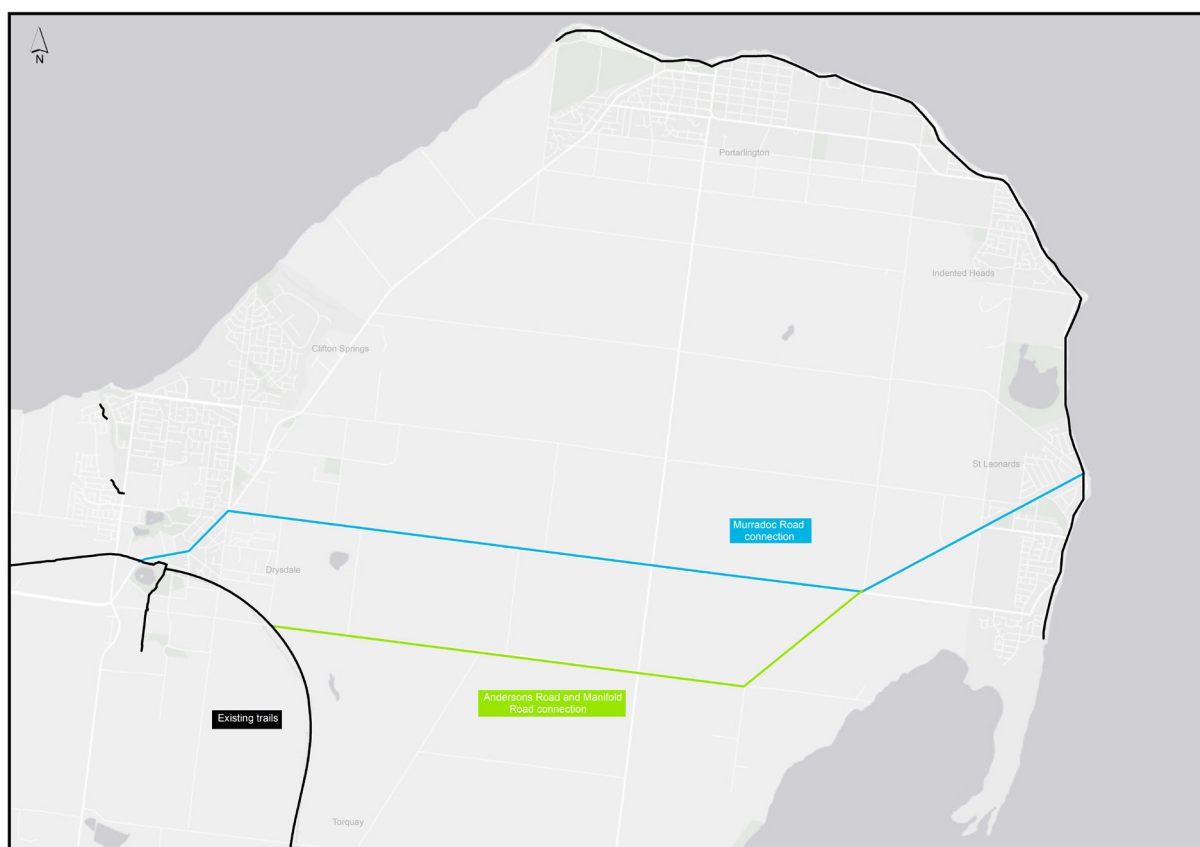 N
Portarlington
Indented Heads
Clifton Springs
St Leonards
Murradoc Road
connection
Drysdale
Andersons Road and Manifold
Road connection
Existing trails
Torquay